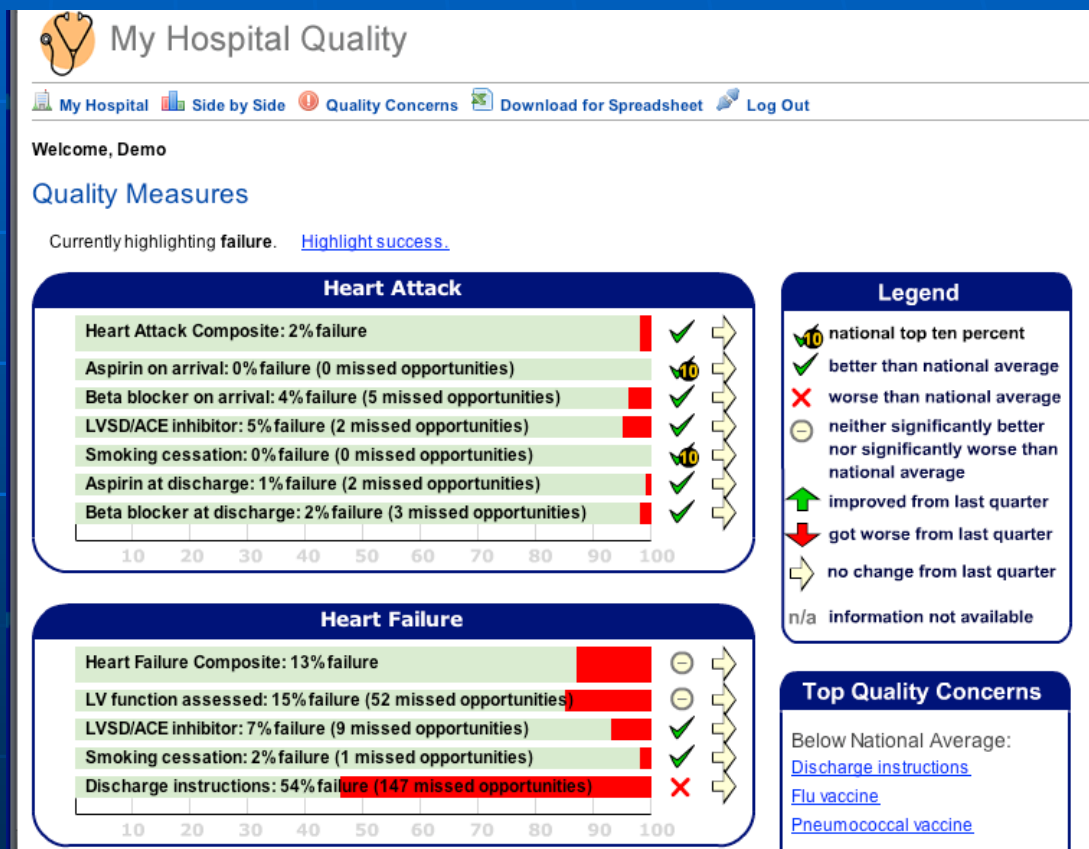 My Hospital Quality
My Hospital Side by Side Quality Concerns Download for Spreadsheet Log Out
Welcome, Demo
Quality Measures
Currently highlighting failure. Highlight success.
Heart Attack
Heart Attack Composite: 2% failure
Aspirin on arrival: 0% failure (0 missed opportunities)
10
Beta blocker on arrival: 4% failure (5 missed opportunities)
LVSD/ACE inhibitor: 5% failure (2 missed opportunities)
Smoking cessation: 0% failure (0 missed opportunities)
10
Aspirin at discharge: 1% failure (2 missed opportunities)
Beta blocker at discharge: 2% failure (3 missed opportunities)
10 20 30 40 50 60 70 80 90 100
Heart Failure
Heart Failure Composite: 13% failure
LV function assessed: 15% failure (52 missed opportunities)
LVSD/ACE inhibitor: 7% failure (9 missed opportunities)
Smoking cessation: 2% failure (1 missed opportunities)
Discharge instructions: 54% failure (147 missed opportunities)
10 20 30 40 50 60 70 80 90 100
Legend
10 national top ten percent
better than national average
worse than national average
neither significantly better
nor significantly worse than
national average
improved from last quarter
got worse from last quarter
no change from last quarter
n/a information not available
Top Quality Concerns
Below National Average:
Discharge instructions
Flu vaccine
Pneumococcal vaccine